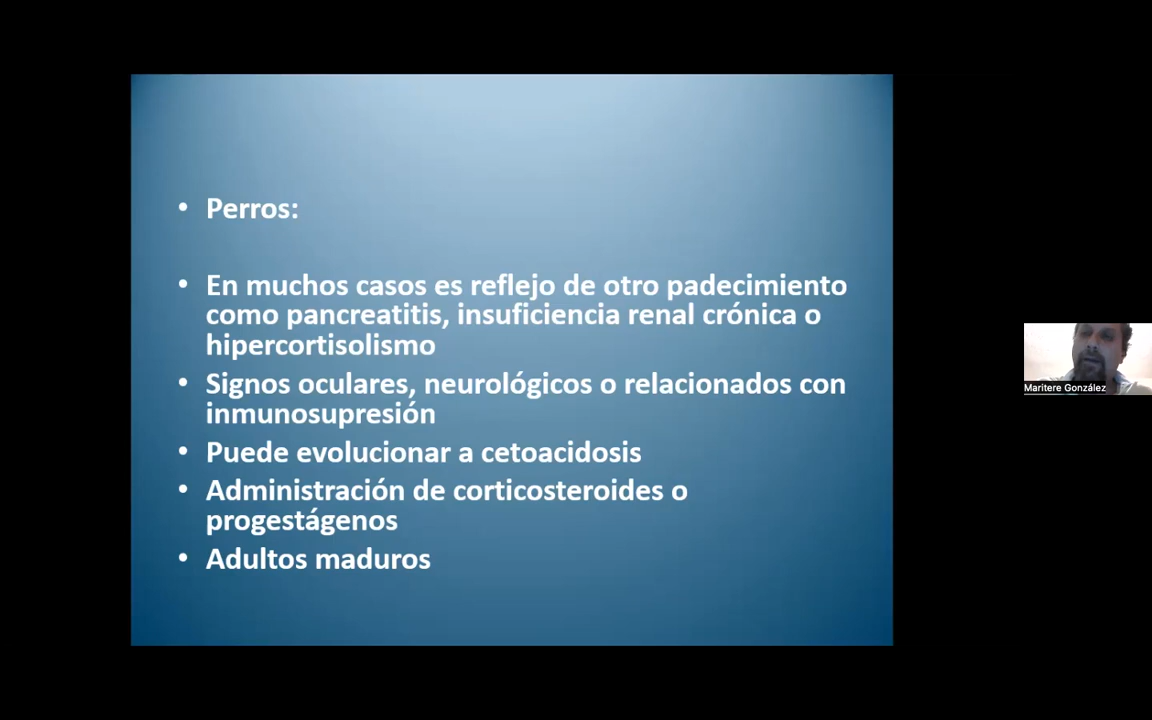 • Perros:
• En muchos casos es reflejo de otro padecimiento
como pancreatitis, insuficiencia renal crónica o
hipercortisolismo
• Signos oculares, neurológicos o relacionados con
inmunosupresión
• Puede evolucionar a cetoacidosis
• Administración de corticosteroides o
progestágenos
• Adultos maduros
Maritere González